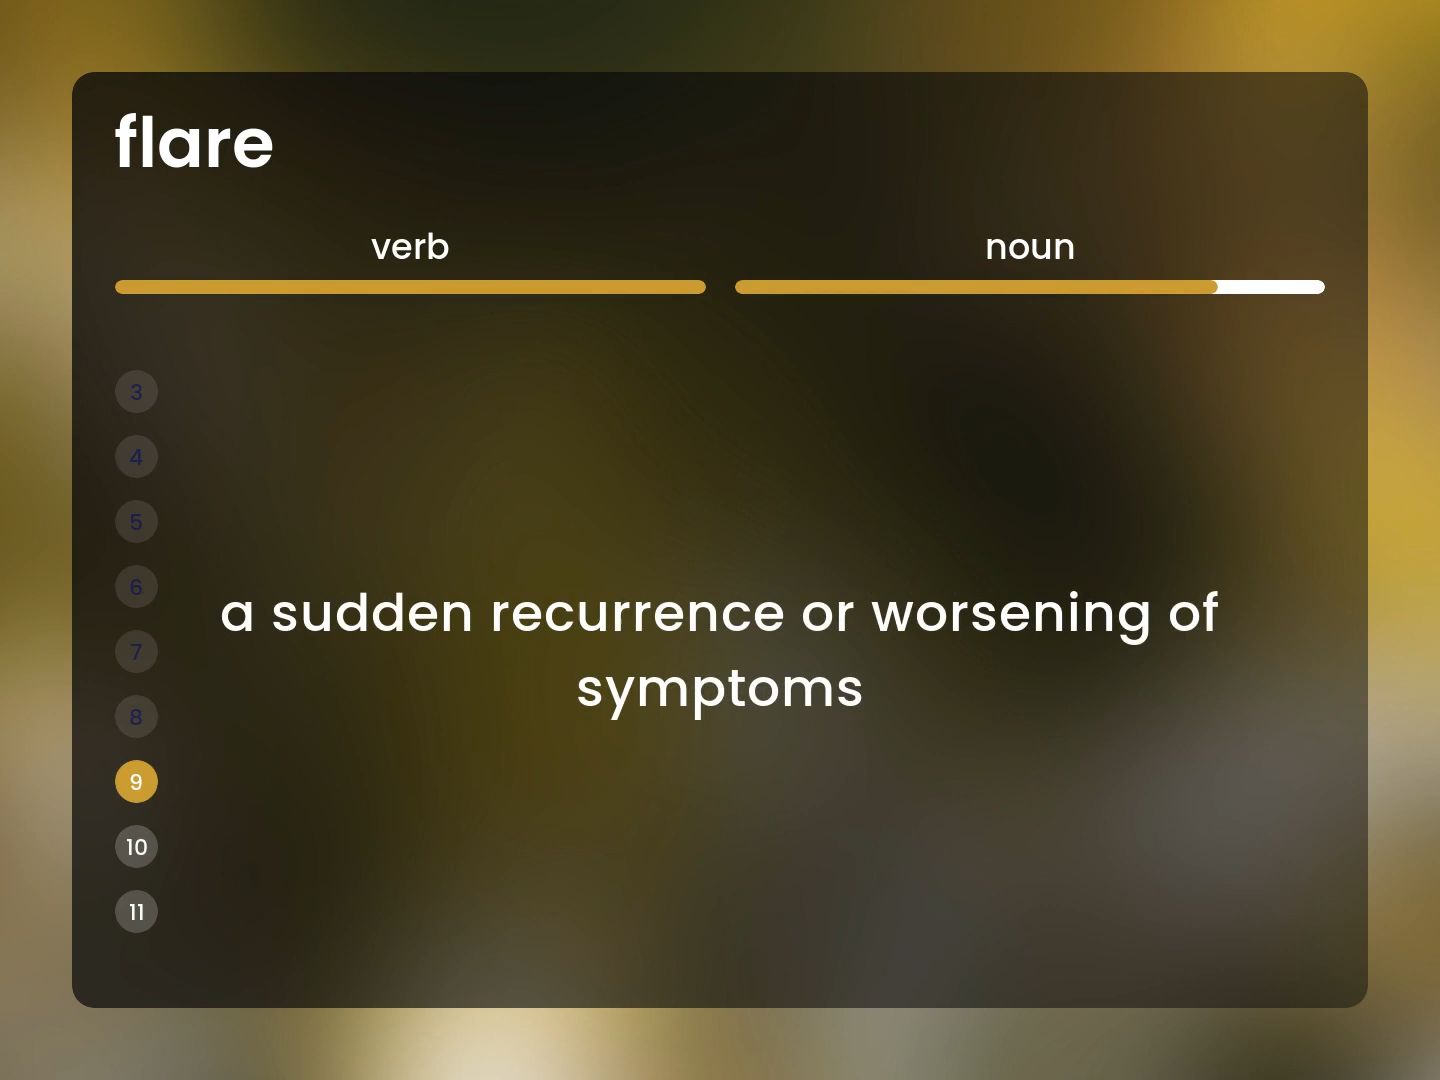 flare
verb
noun
3
4
5
6
7
8
9
10
11
a sudden recurrence or worsening of
symptoms